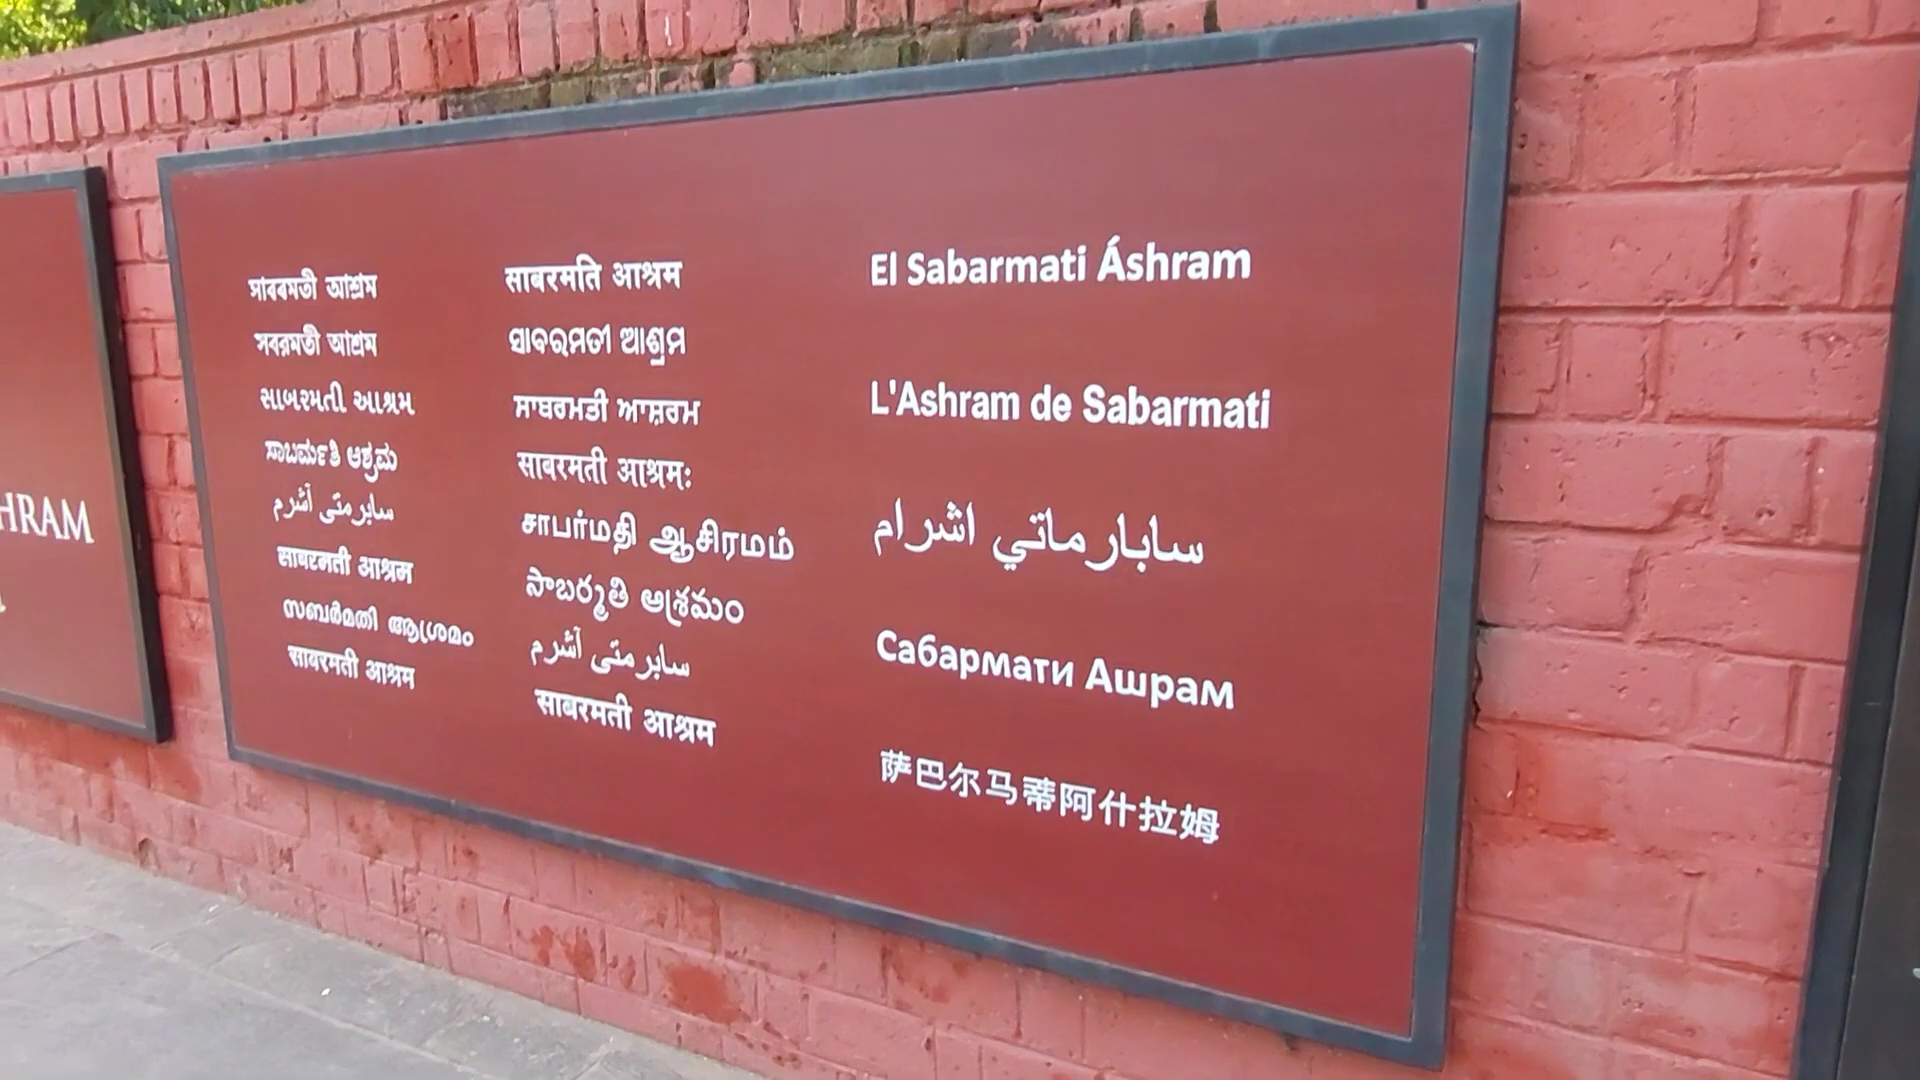 HRAM
সাবৰমতী আশ্ৰম
সবরমতী আশ্রম
સાબરમતી આશ્રમ
ಸಾಬರ್ಮತಿ ಆಶ್ರಮ
سابرمتی آشرم
साबरमती आश्रम
സബർമതി ആശ്രമം
साबरमती आश्रम
साबरमति आश्रम
ସାବରମତୀ ଆଶ୍ରମ
ਸਾਬਰਮਤੀ ਆਸ਼ਰਮ
साबरमती आश्रमः
சாபர்மதி ஆசிரமம்
సాబర్మతి ఆశ్రమం
سابرمتی آشرم
साबरमती आश्रम
El Sabarmati Áshram
L'Ashram de Sabarmati
سابارماتي اشرام
Сабармати Ашрам
萨巴尔马蒂阿什拉姆